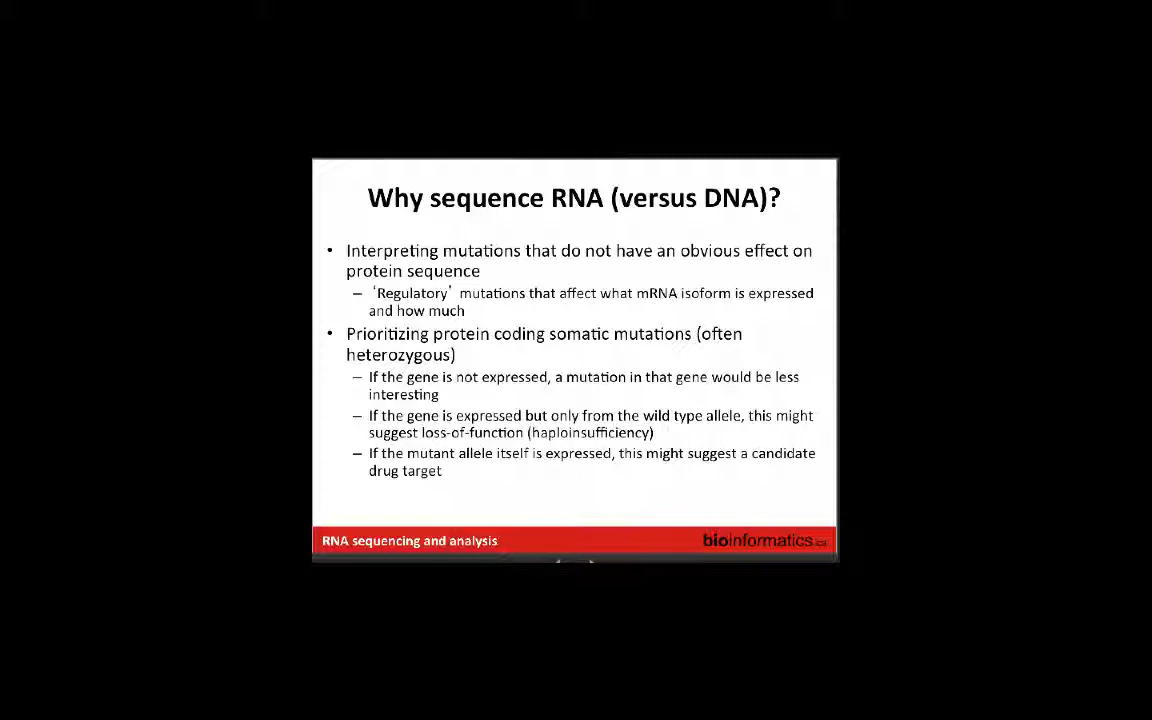 Why sequence RNA (versus DNA)?
• Interpreting mutations that do not have an obvious effect on
protein sequence
– ‘Regulatory’ mutations that affect what mRNA isoform is expressed
and how much
• Prioritizing protein coding somatic mutations (often
heterozygous)
– If the gene is not expressed, a mutation in that gene would be less
interesting
– If the gene is expressed but only from the wild type allele, this might
suggest loss-of-function (haploinsufficiency)
– If the mutant allele itself is expressed, this might suggest a candidate
drug target
RNA sequencing and analysis
bioinformatics.ca